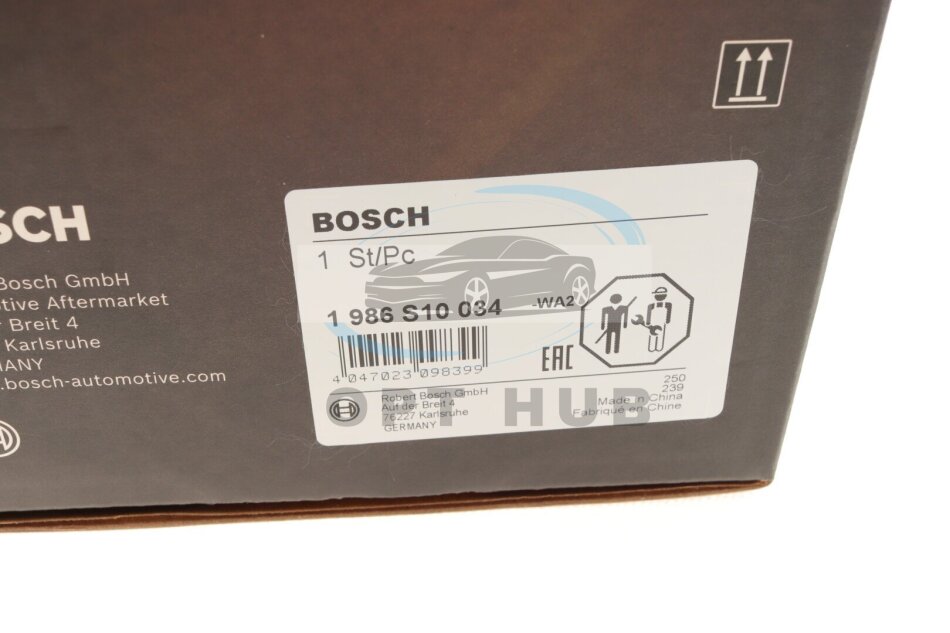 SCH
Bosch GmbH
tive Aftermarket
der Breit 4
Karlsruhe
MANY
.bosch-automotive.com
BOSCH
1 St/Pc
1 986 S10 034 -WA2
4 047023 098399
EAC
Robert Bosch GmbH
Auf der Breit 4
76227 Karlsruhe
GERMANY
250
239
Made in China
Fabriqué en Chine
OPT HUB